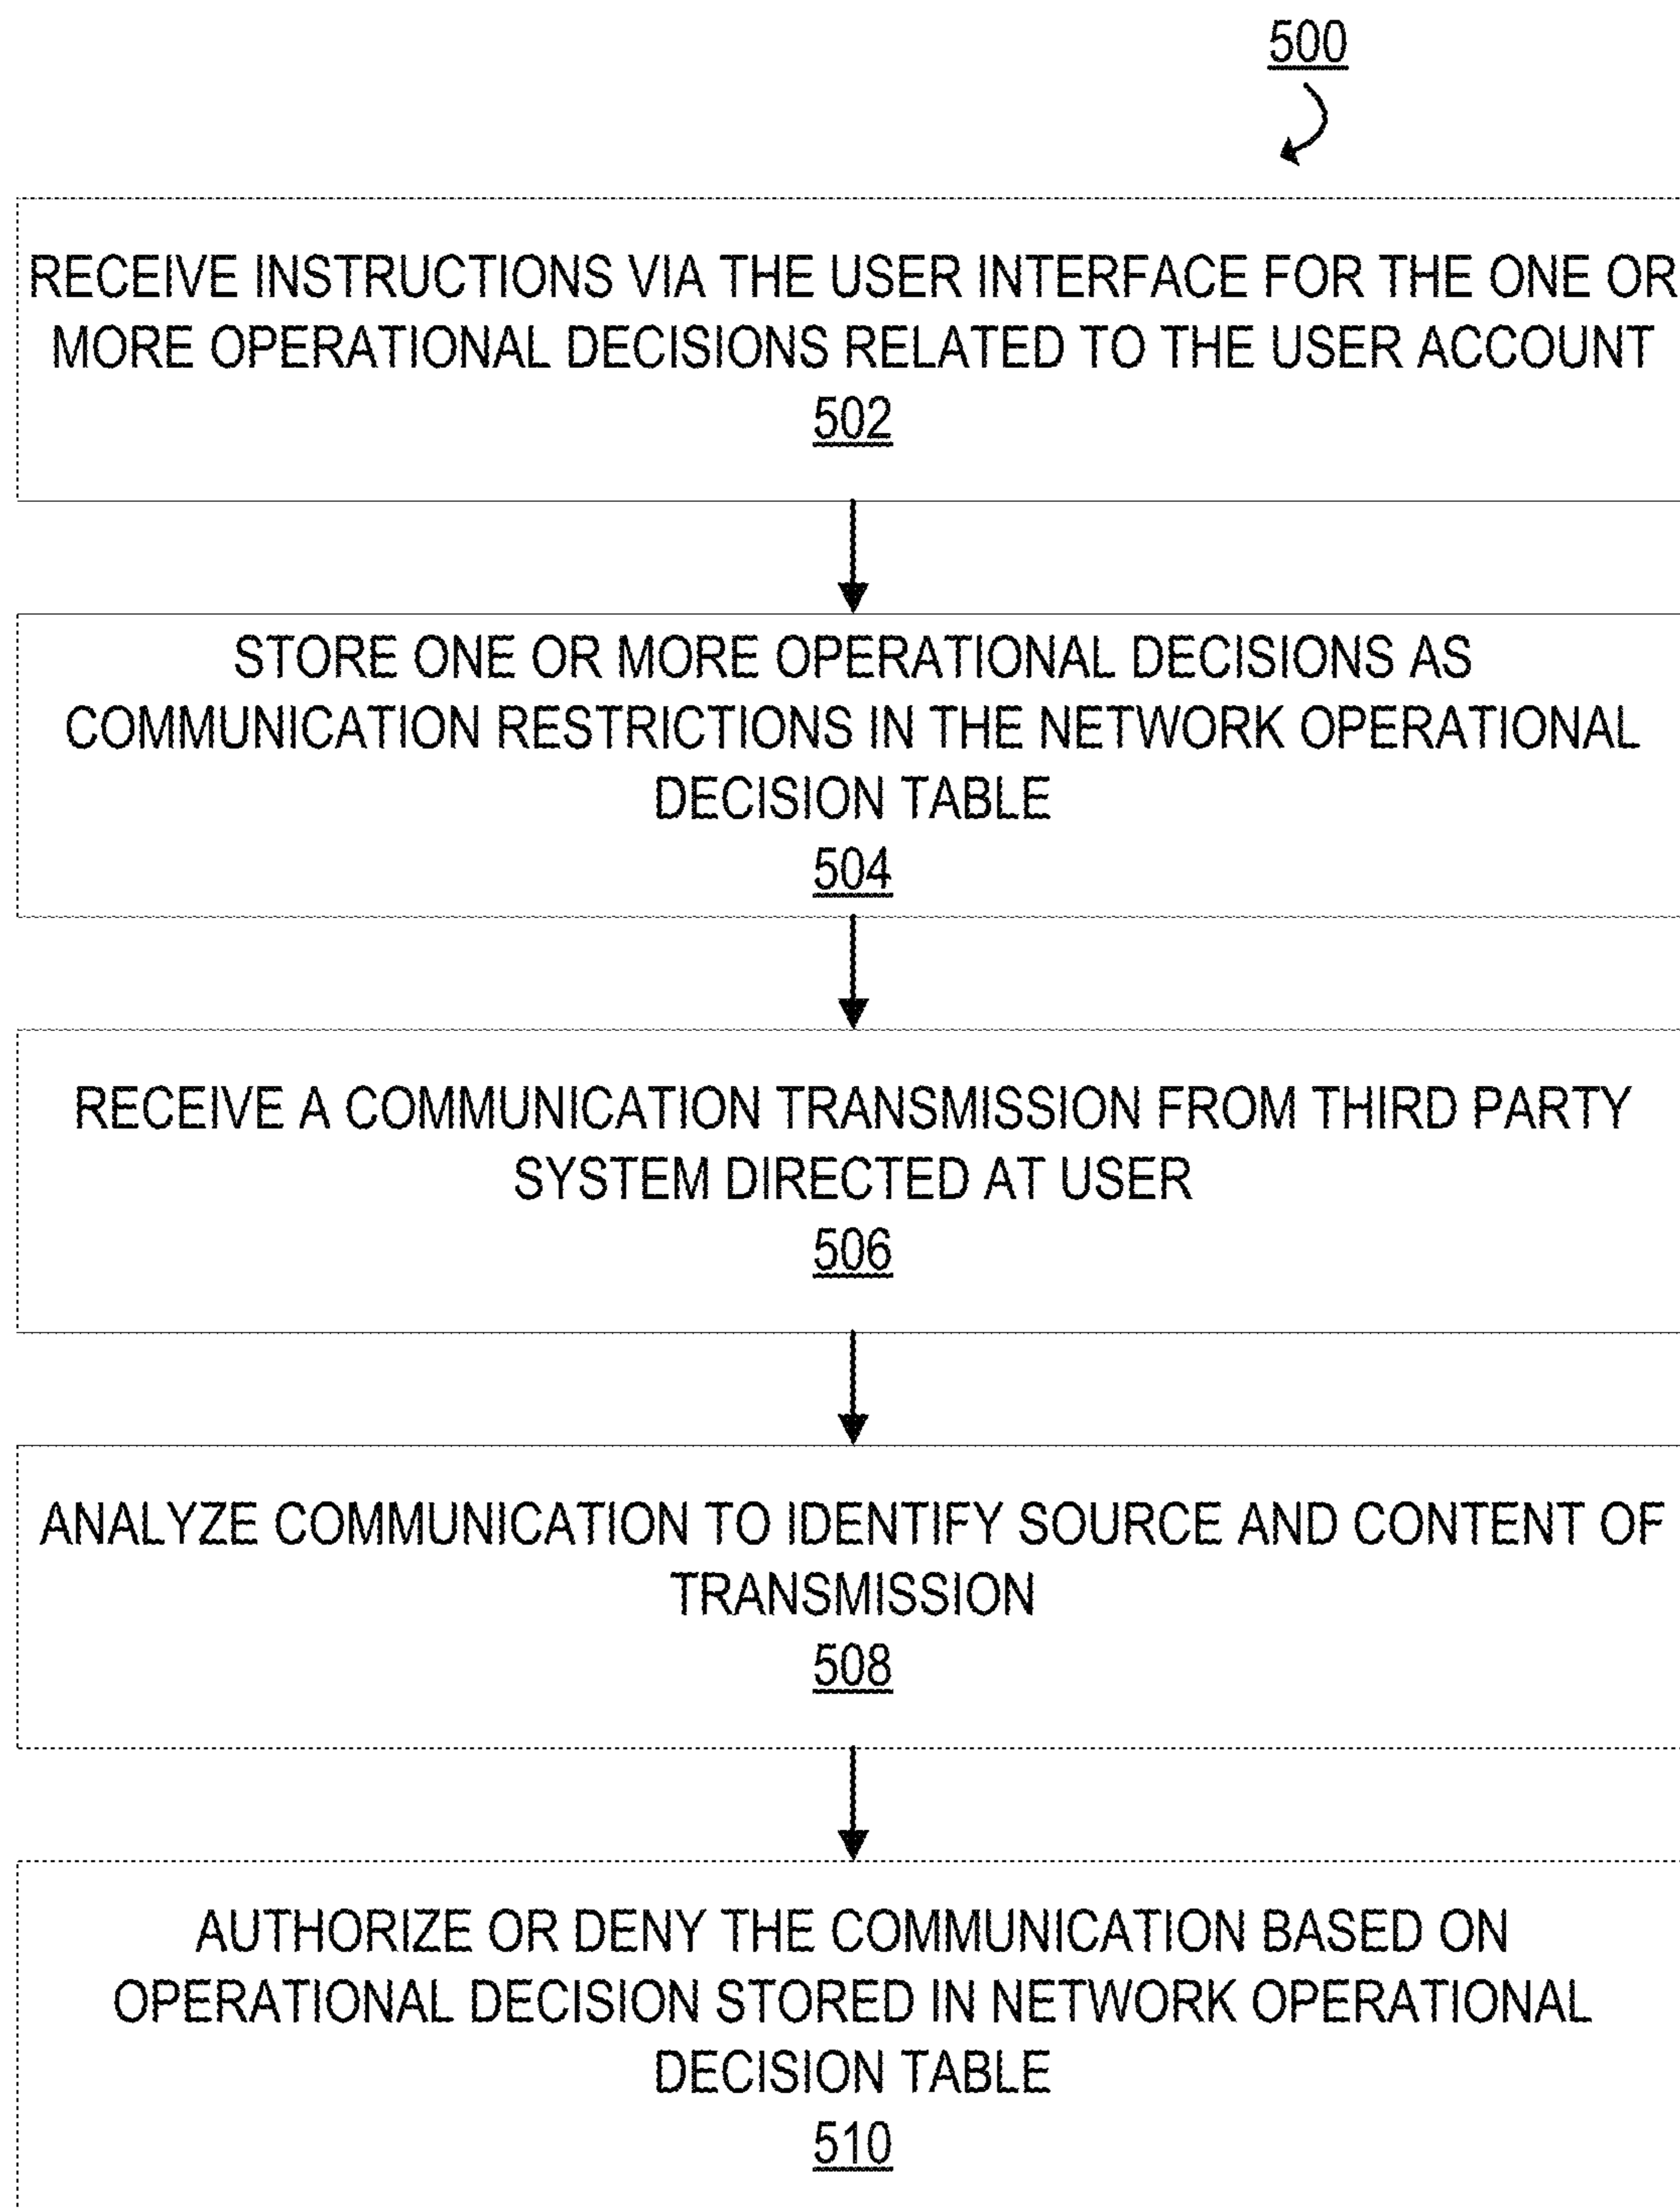 500
RECEIVE INSTRUCTIONS VIA THE USER INTERFACE FOR THE ONE OR
MORE OPERATIONAL DECISIONS RELATED TO THE USER ACCOUNT
502
STORE ONE OR MORE OPERATIONAL DECISIONS AS
COMMUNICATION RESTRICTIONS IN THE NETWORK OPERATIONAL
DECISION TABLE
504
RECEIVE A COMMUNICATION TRANSMISSION FROM THIRD PARTY
SYSTEM DIRECTED AT USER
506
ANALYZE COMMUNICATION TO IDENTIFY SOURCE AND CONTENT OF
TRANSMISSION
508
AUTHORIZE OR DENY THE COMMUNICATION BASED ON
OPERATIONAL DECISION STORED IN NETWORK OPERATIONAL
DECISION TABLE
510